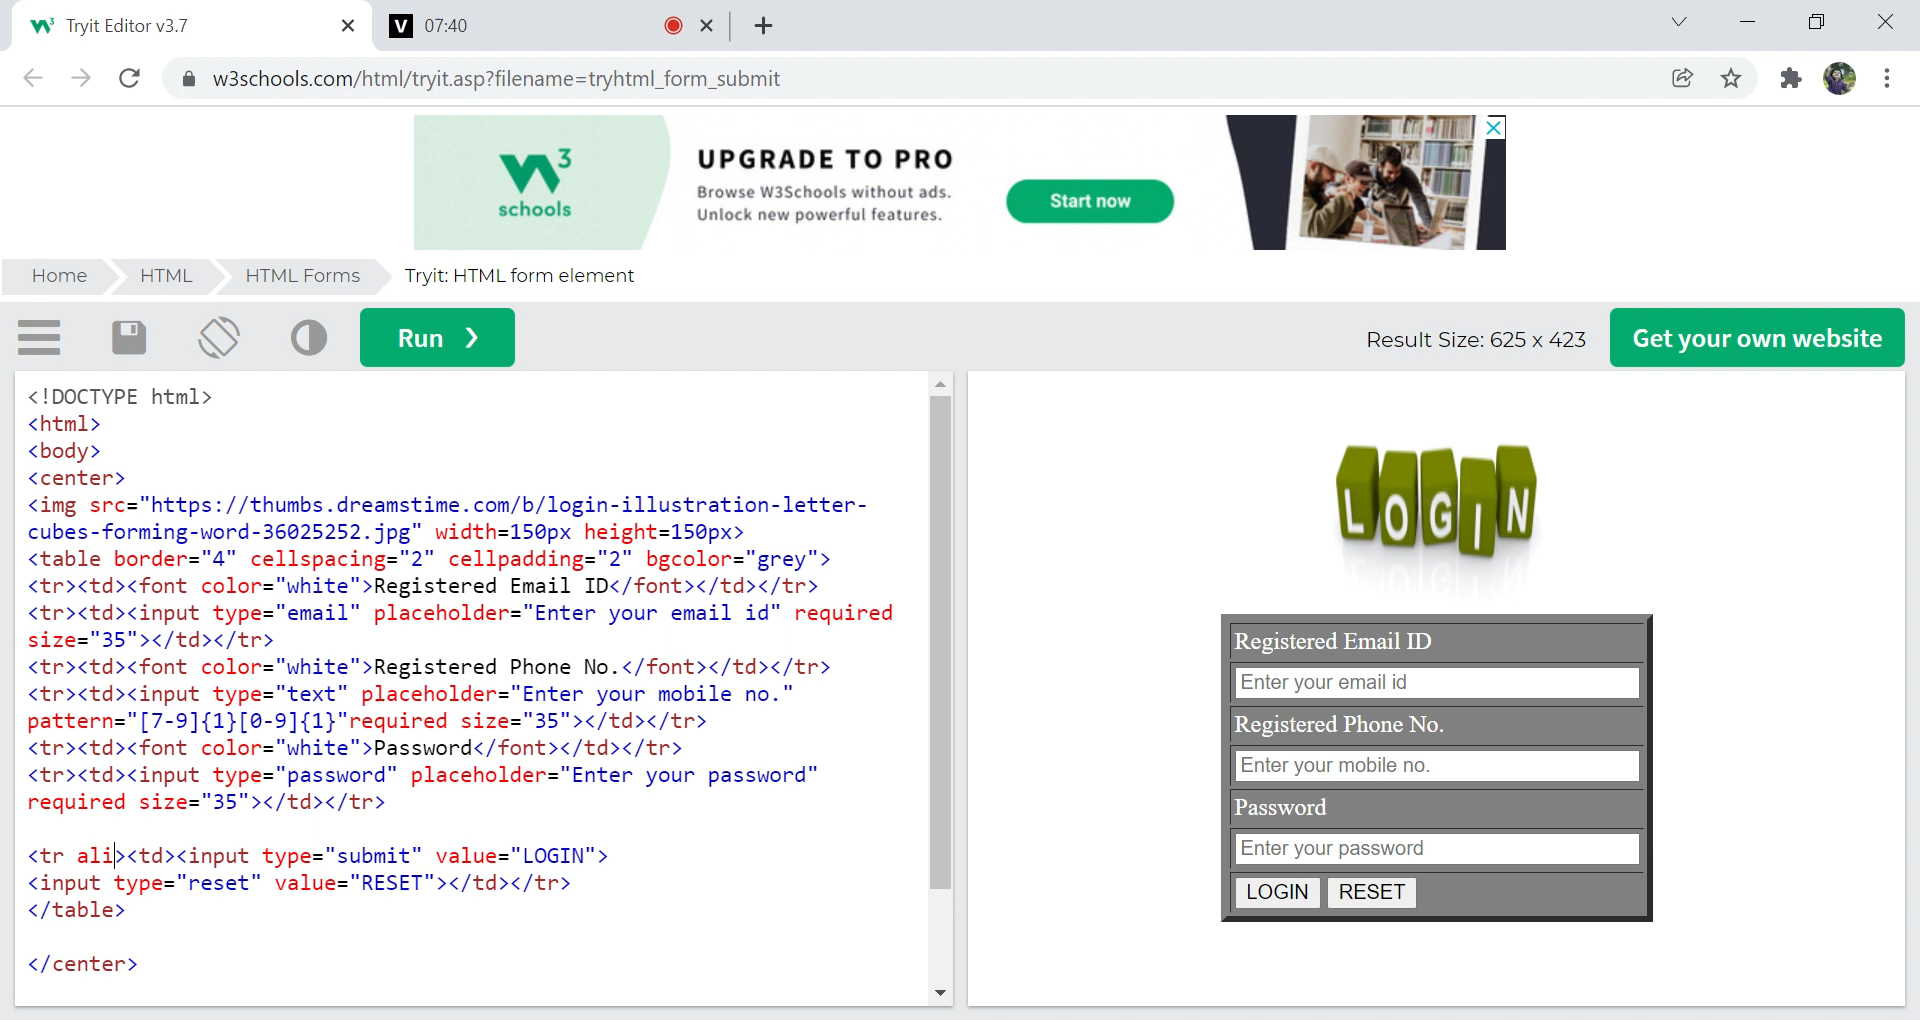 Tryit Editor v3.7
V 07:40
w3schools.com/html/tryit.asp?filename=tryhtml_form_submit
W3 schools
UPGRADE TO PRO
Browse W3Schools without ads.
Unlock new powerful features.
Start now
Home HTML HTML Forms Tryit: HTML form element
Run ❯
Result Size: 625 x 423
Get your own website
<!DOCTYPE html>
<html>
<body>
<center>
<img src="https://thumbs.dreamstime.com/b/login-illustration-letter-
cubes-forming-word-36025252.jpg" width=150px height=150px>
<table border="4" cellspacing="2" cellpadding="2" bgcolor="grey">
<tr><td><font color="white">Registered Email ID</font></td></tr>
<tr><td><input type="email" placeholder="Enter your email id" required
size="35"></td></tr>
<tr><td><font color="white">Registered Phone No.</font></td></tr>
<tr><td><input type="text" placeholder="Enter your mobile no."
pattern="[7-9]{1}[0-9]{1}"required size="35"></td></tr>
<tr><td><font color="white">Password</font></td></tr>
<tr><td><input type="password" placeholder="Enter your password"
required size="35"></td></tr>
<tr ali><td><input type="submit" value="LOGIN">
<input type="reset" value="RESET"></td></tr>
</table>
</center>
LOGIN
Registered Email ID
Enter your email id
Registered Phone No.
Enter your mobile no.
Password
Enter your password
LOGIN RESET